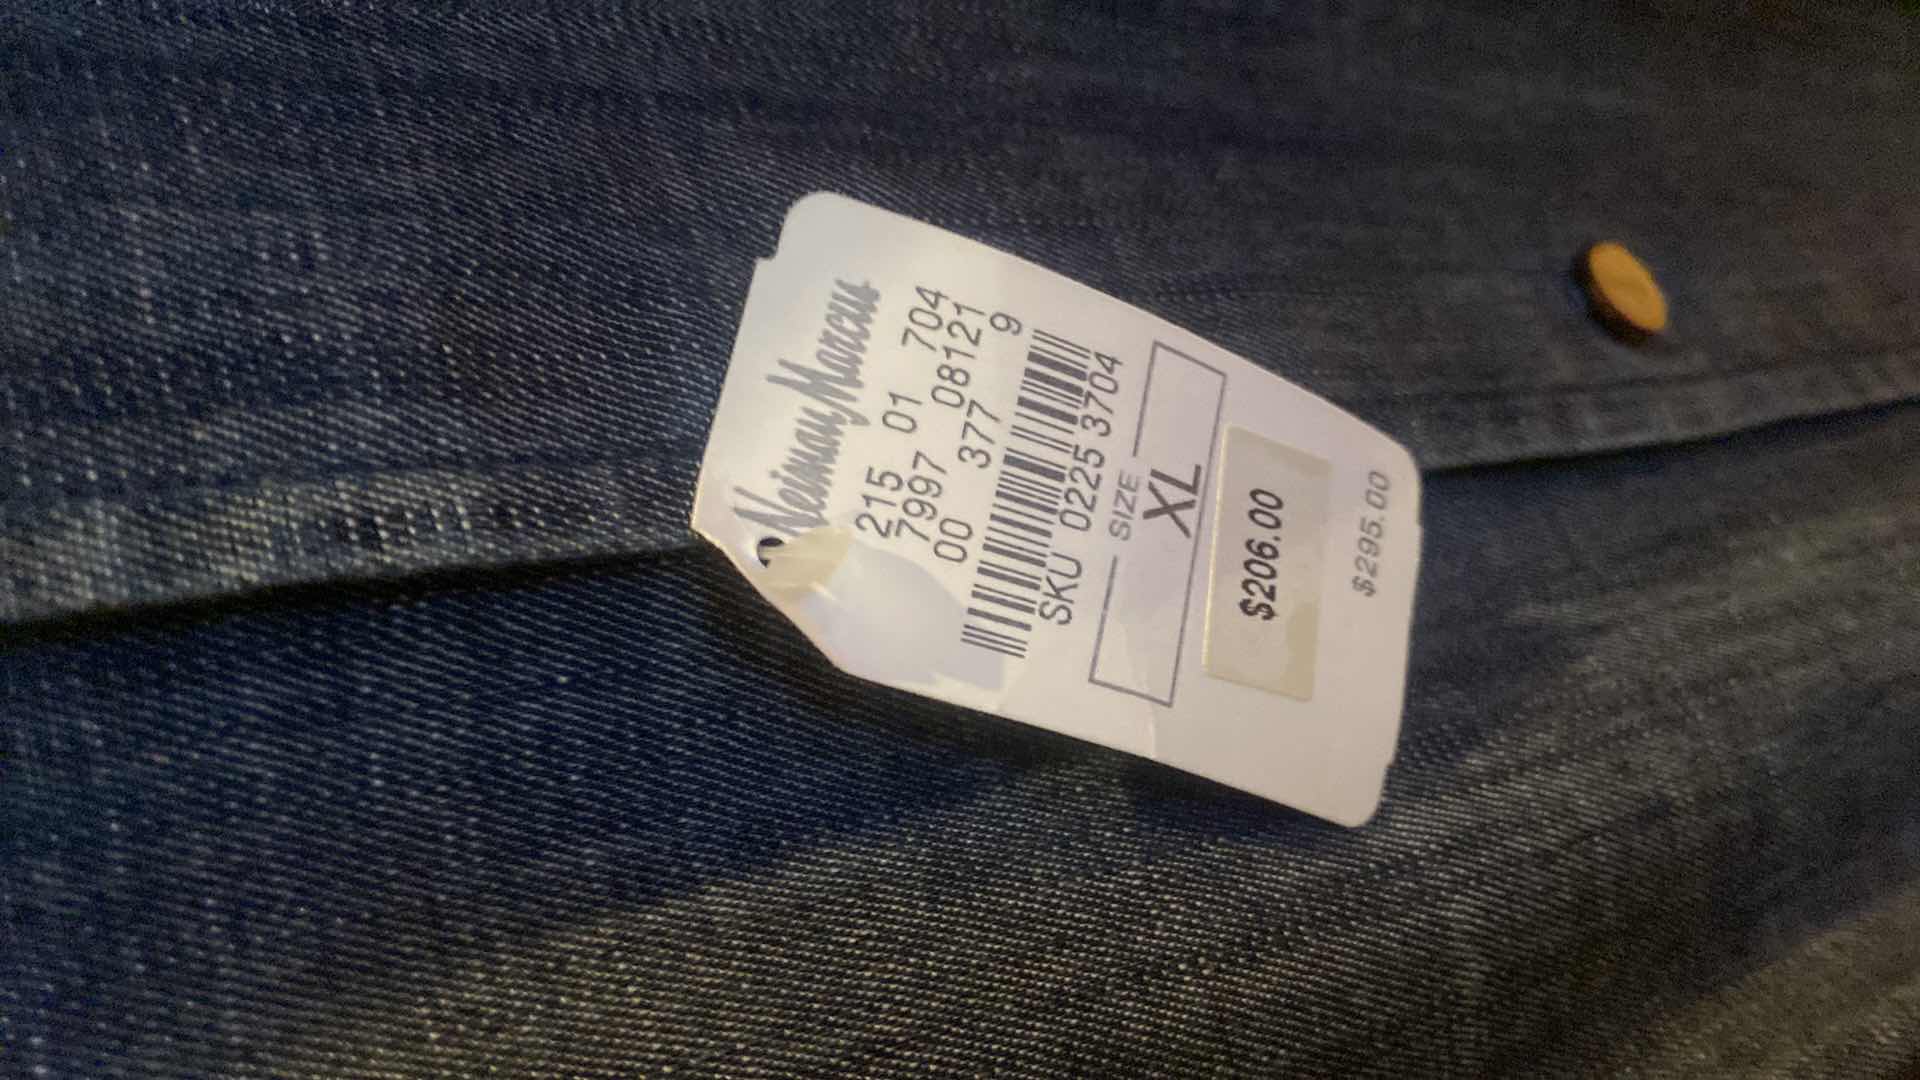 Neiman Marcus
215 01 704
7997 08121
00 377 9
SKU 0225 3704
SIZE
XL
$206.00
$295.00